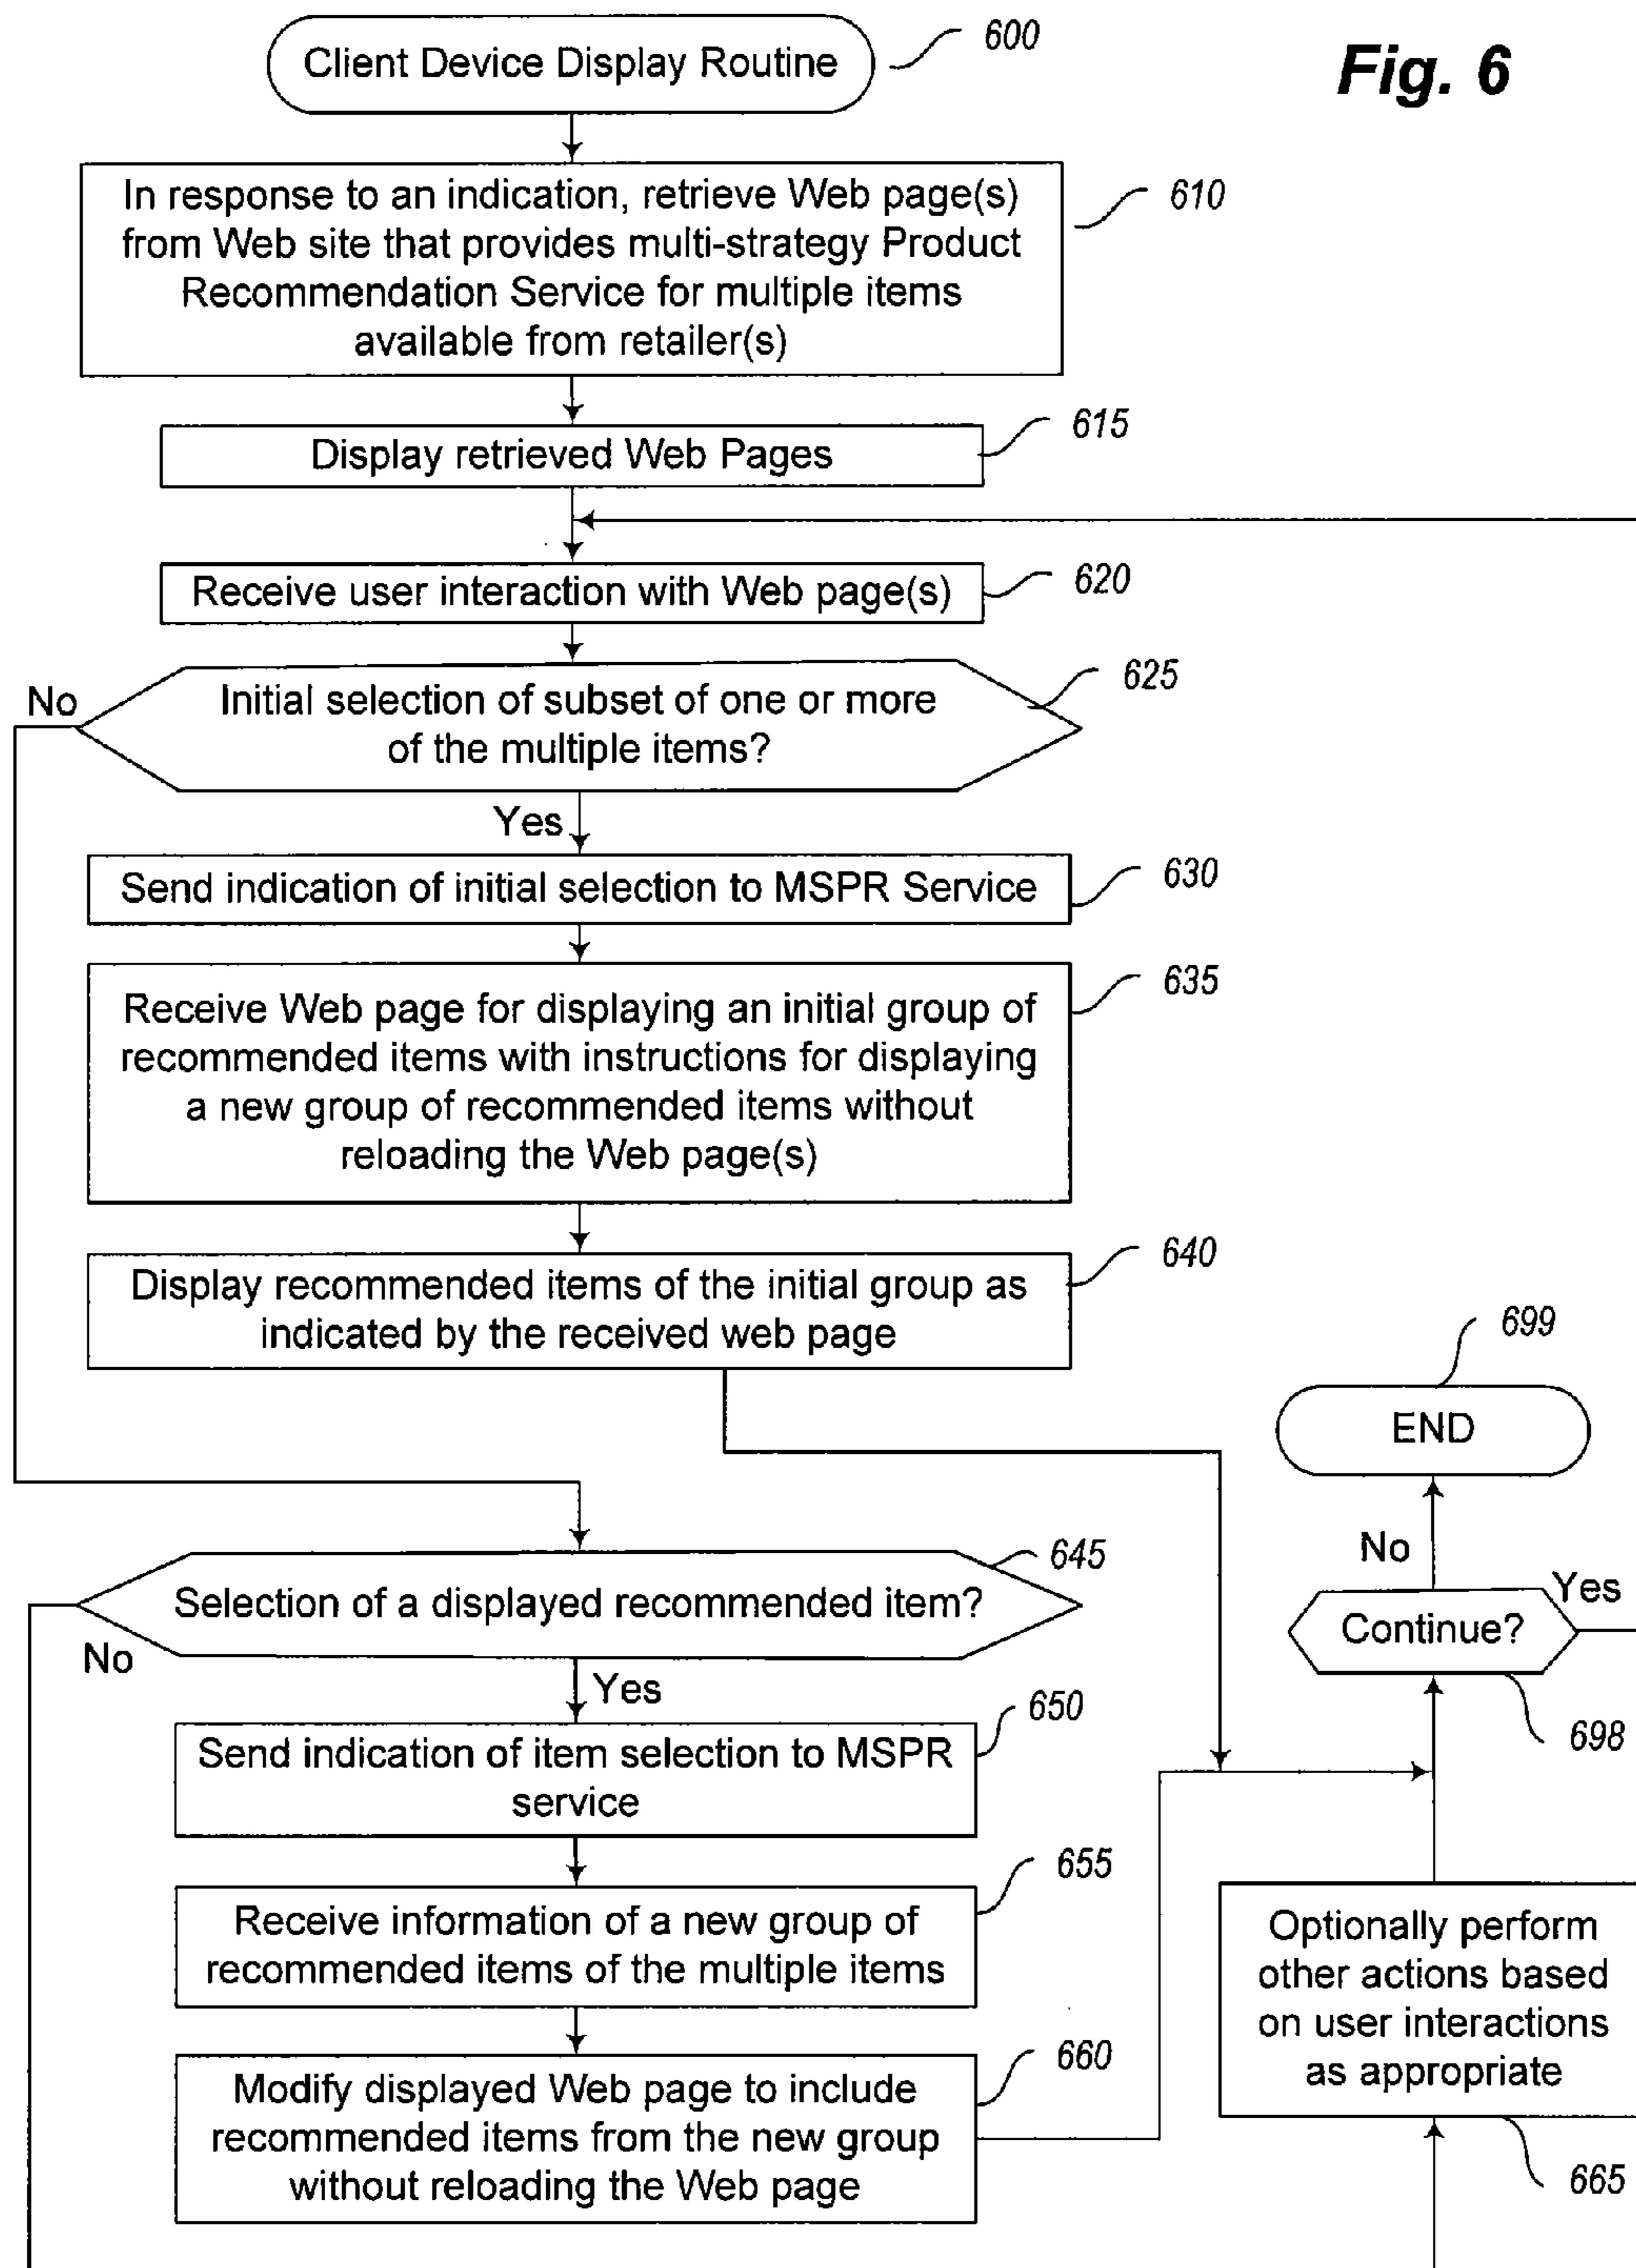 Fig. 6
Client Device Display Routine
600
In response to an indication, retrieve Web page(s)
from Web site that provides multi-strategy Product
Recommendation Service for multiple items
available from retailer(s)
610
Display retrieved Web Pages
615
Receive user interaction with Web page(s)
620
Initial selection of subset of one or more
of the multiple items?
625
No
Yes
Send indication of initial selection to MSPR Service
630
Receive Web page for displaying an initial group of
recommended items with instructions for displaying
a new group of recommended items without
reloading the Web page(s)
635
Display recommended items of the initial group as
indicated by the received web page
640
Selection of a displayed recommended item?
645
No
Yes
Send indication of item selection to MSPR
service
650
Receive information of a new group of
recommended items of the multiple items
655
Modify displayed Web page to include
recommended items from the new group
without reloading the Web page
660
699
END
No
Yes
Continue?
698
Optionally perform
other actions based
on user interactions
as appropriate
665